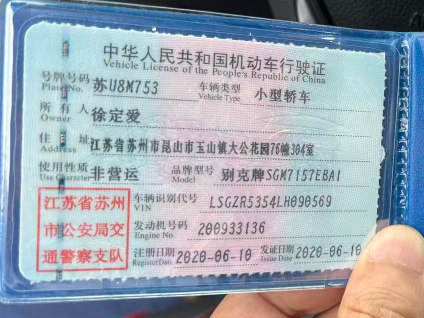 中华人民共和国机动车行驶证
Vehicle License of the People's Republic of China
号牌号码 Plate No. 苏U8M753 车辆类型 Vehicle Type 小型轿车
所有人 Owner 徐定爱
住址 Address 江苏省苏州市昆山市玉山镇大公花园76幢304室
使用性质 Use Character 非营运 品牌型号 Model 别克牌SGM7157EBA1
车辆识别代号 VIN LSGZR5354LH090569
发动机号码 Engine No. 200933136
注册日期 Register Date 2020-06-10 发证日期 Issue Date 2020-06-10
江苏省苏州
市公安局交
通警察支队